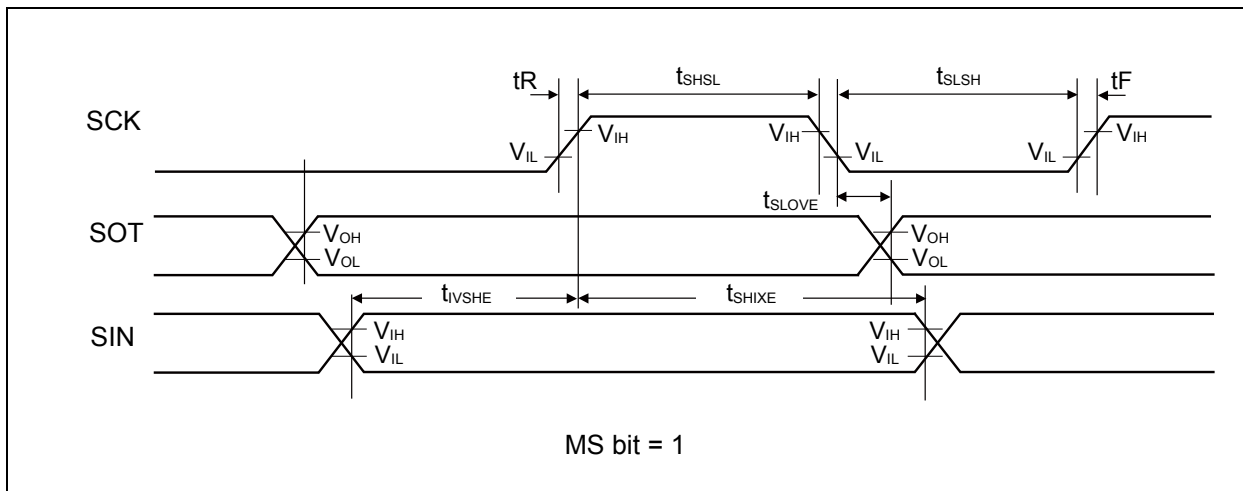 tR tSHSL tSLSH tF
SCK
VIH VIH VIH
VIL VIL VIL
tSLOVE
SOT
VOH VOH
VOL VOL
tIVSHE tSHIXE
SIN
VIH VIH
VIL VIL
MS bit = 1